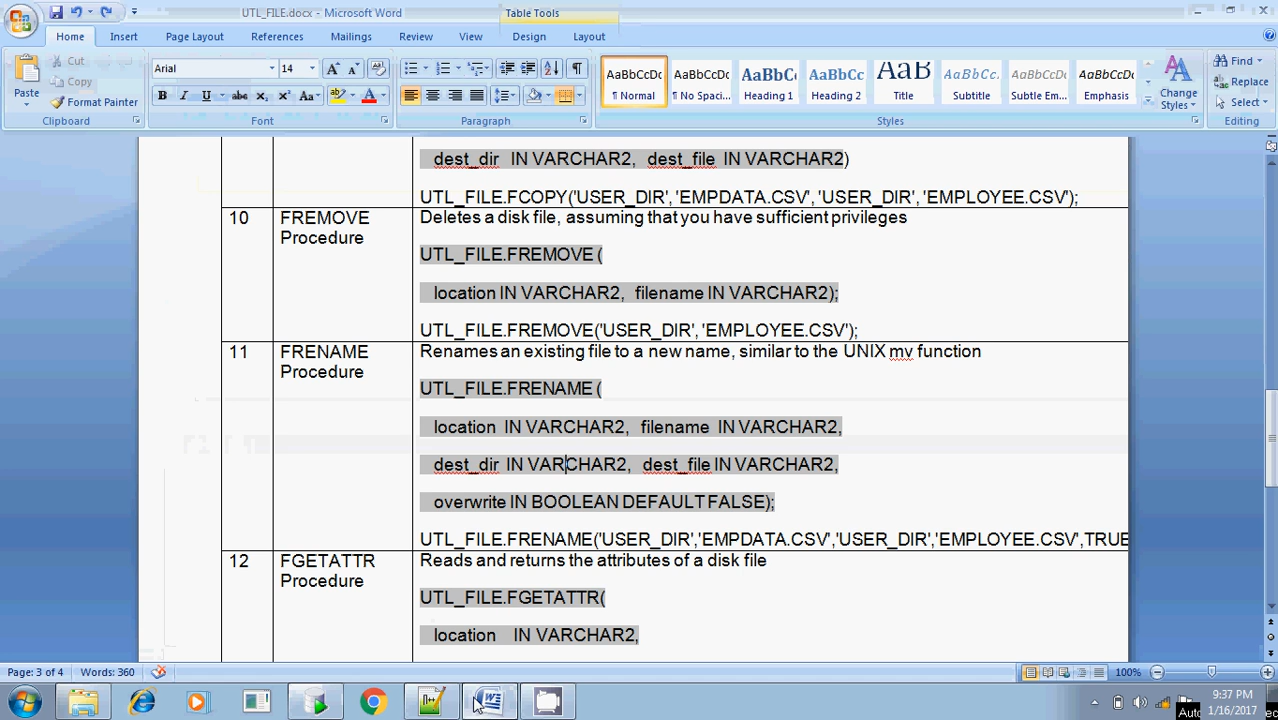 UTL_FILE.docx - Microsoft Word
Table Tools
Home Insert Page Layout References Mailings Review View Design Layout
Paste
Cut
Copy
Format Painter
Clipboard
Arial 14
Font
Paragraph
AaBbCcDc AaBbCcDc AaBbCc AaBbCc AaB AaBbCc. AaBbCcDc AaBbCcDc
¶ Normal ¶ No Spaci... Heading 1 Heading 2 Title Subtitle Subtle Em... Emphasis
Change
Styles
Styles
Find
Replace
Select
Editing
dest_dir IN VARCHAR2, dest_file IN VARCHAR2)
UTL_FILE.FCOPY('USER_DIR','EMPDATA.CSV','USER_DIR','EMPLOYEE.CSV');
10 FREMOVE Deletes a disk file, assuming that you have sufficient privileges
Procedure
UTL_FILE.FREMOVE (
location IN VARCHAR2, filename IN VARCHAR2);
UTL_FILE.FREMOVE('USER_DIR','EMPLOYEE.CSV');
11 FRENAME Renames an existing file to a new name, similar to the UNIX mv function
Procedure
UTL_FILE.FRENAME (
location IN VARCHAR2, filename IN VARCHAR2,
dest_dir IN VARCHAR2, dest_file IN VARCHAR2,
overwrite IN BOOLEAN DEFAULT FALSE);
UTL_FILE.FRENAME('USER_DIR','EMPDATA.CSV','USER_DIR','EMPLOYEE.CSV',TRUE
12 FGETATTR Reads and returns the attributes of a disk file
Procedure
UTL_FILE.FGETATTR(
location IN VARCHAR2,
Page: 3 of 4 Words: 360 100%
9:37 PM
1/16/2017